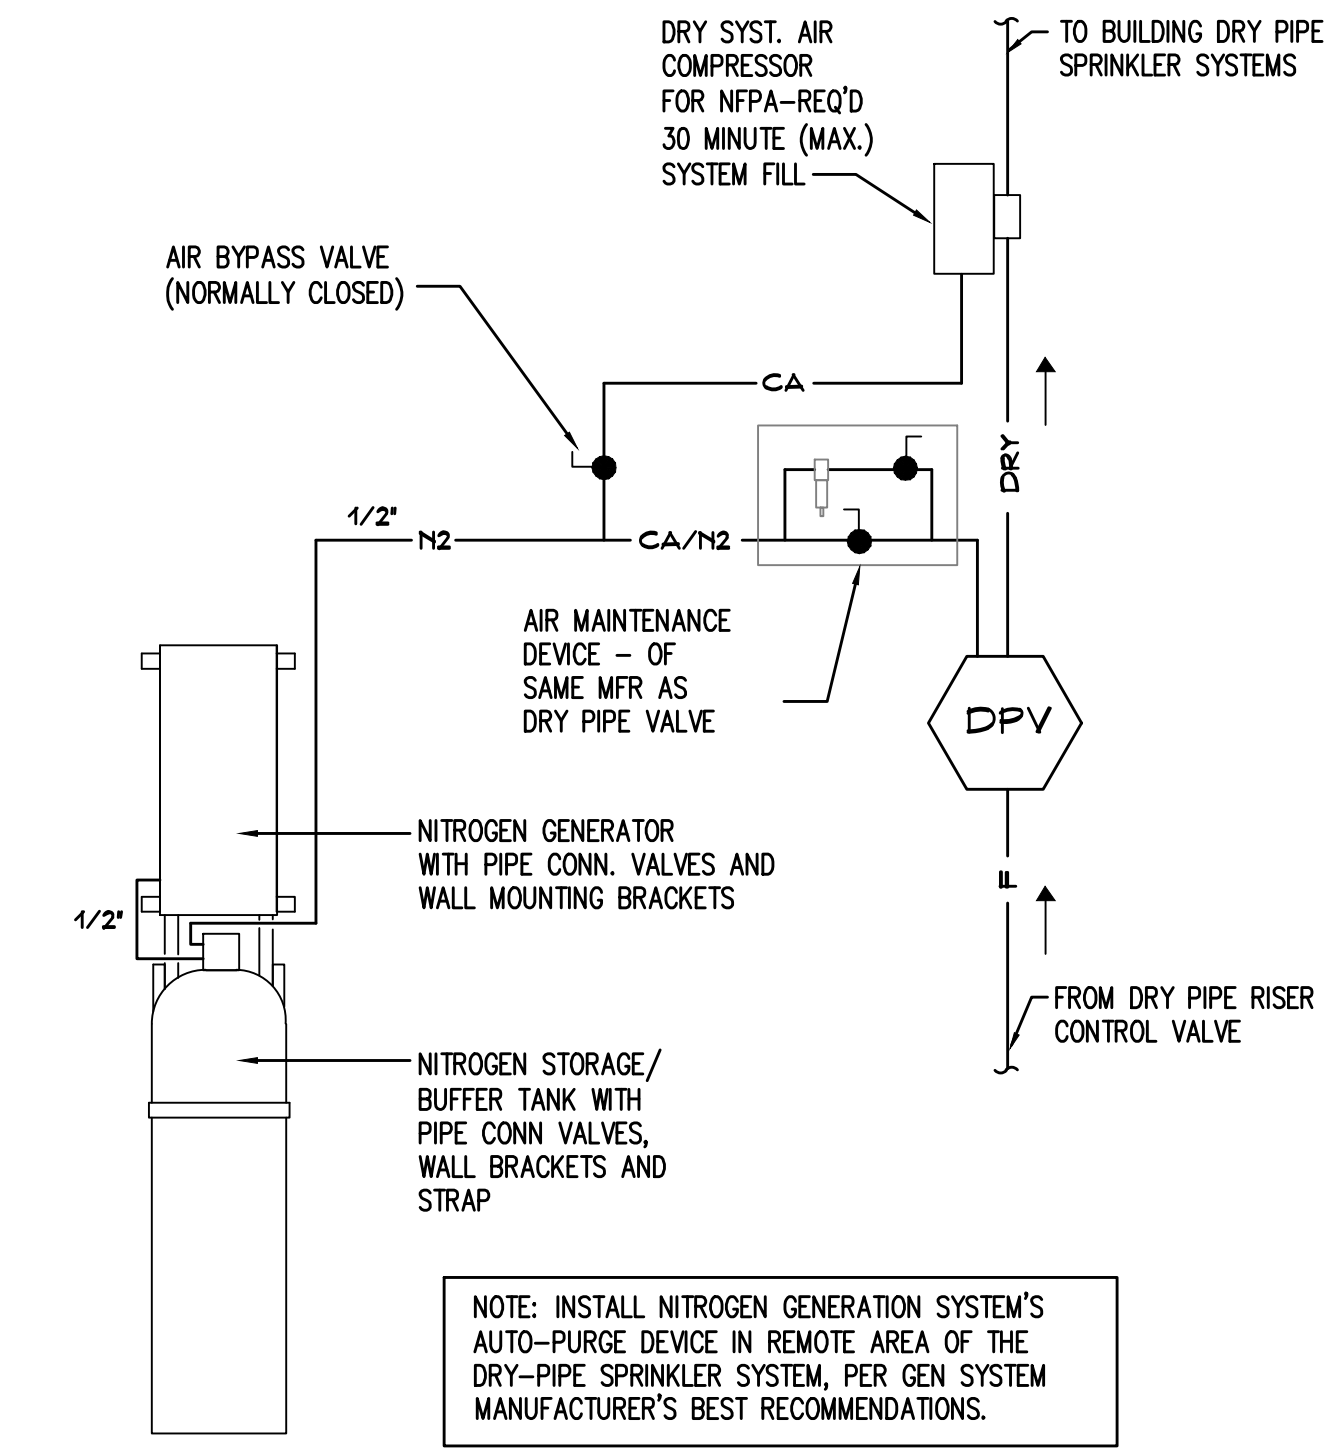 DRY SYST. AIR
COMPRESSOR
FOR NFPA-REQ'D
30 MINUTE (MAX.)
SYSTEM FILL
TO BUILDING DRY PIPE
SPRINKLER SYSTEMS
AIR BYPASS VALVE
(NORMALLY CLOSED)
CA
DRY
1/2"
N2
CA/N2
AIR MAINTENANCE
DEVICE - OF
SAME MFR AS
DRY PIPE VALVE
DPV
NITROGEN GENERATOR
WITH PIPE CONN. VALVES AND
WALL MOUNTING BRACKETS
F
1/2"
FROM DRY PIPE RISER
CONTROL VALVE
NITROGEN STORAGE/
BUFFER TANK WITH
PIPE CONN VALVES,
WALL BRACKETS AND
STRAP
NOTE: INSTALL NITROGEN GENERATION SYSTEM'S
AUTO-PURGE DEVICE IN REMOTE AREA OF THE
DRY-PIPE SPRINKLER SYSTEM, PER GEN SYSTEM
MANUFACTURER'S BEST RECOMMENDATIONS.